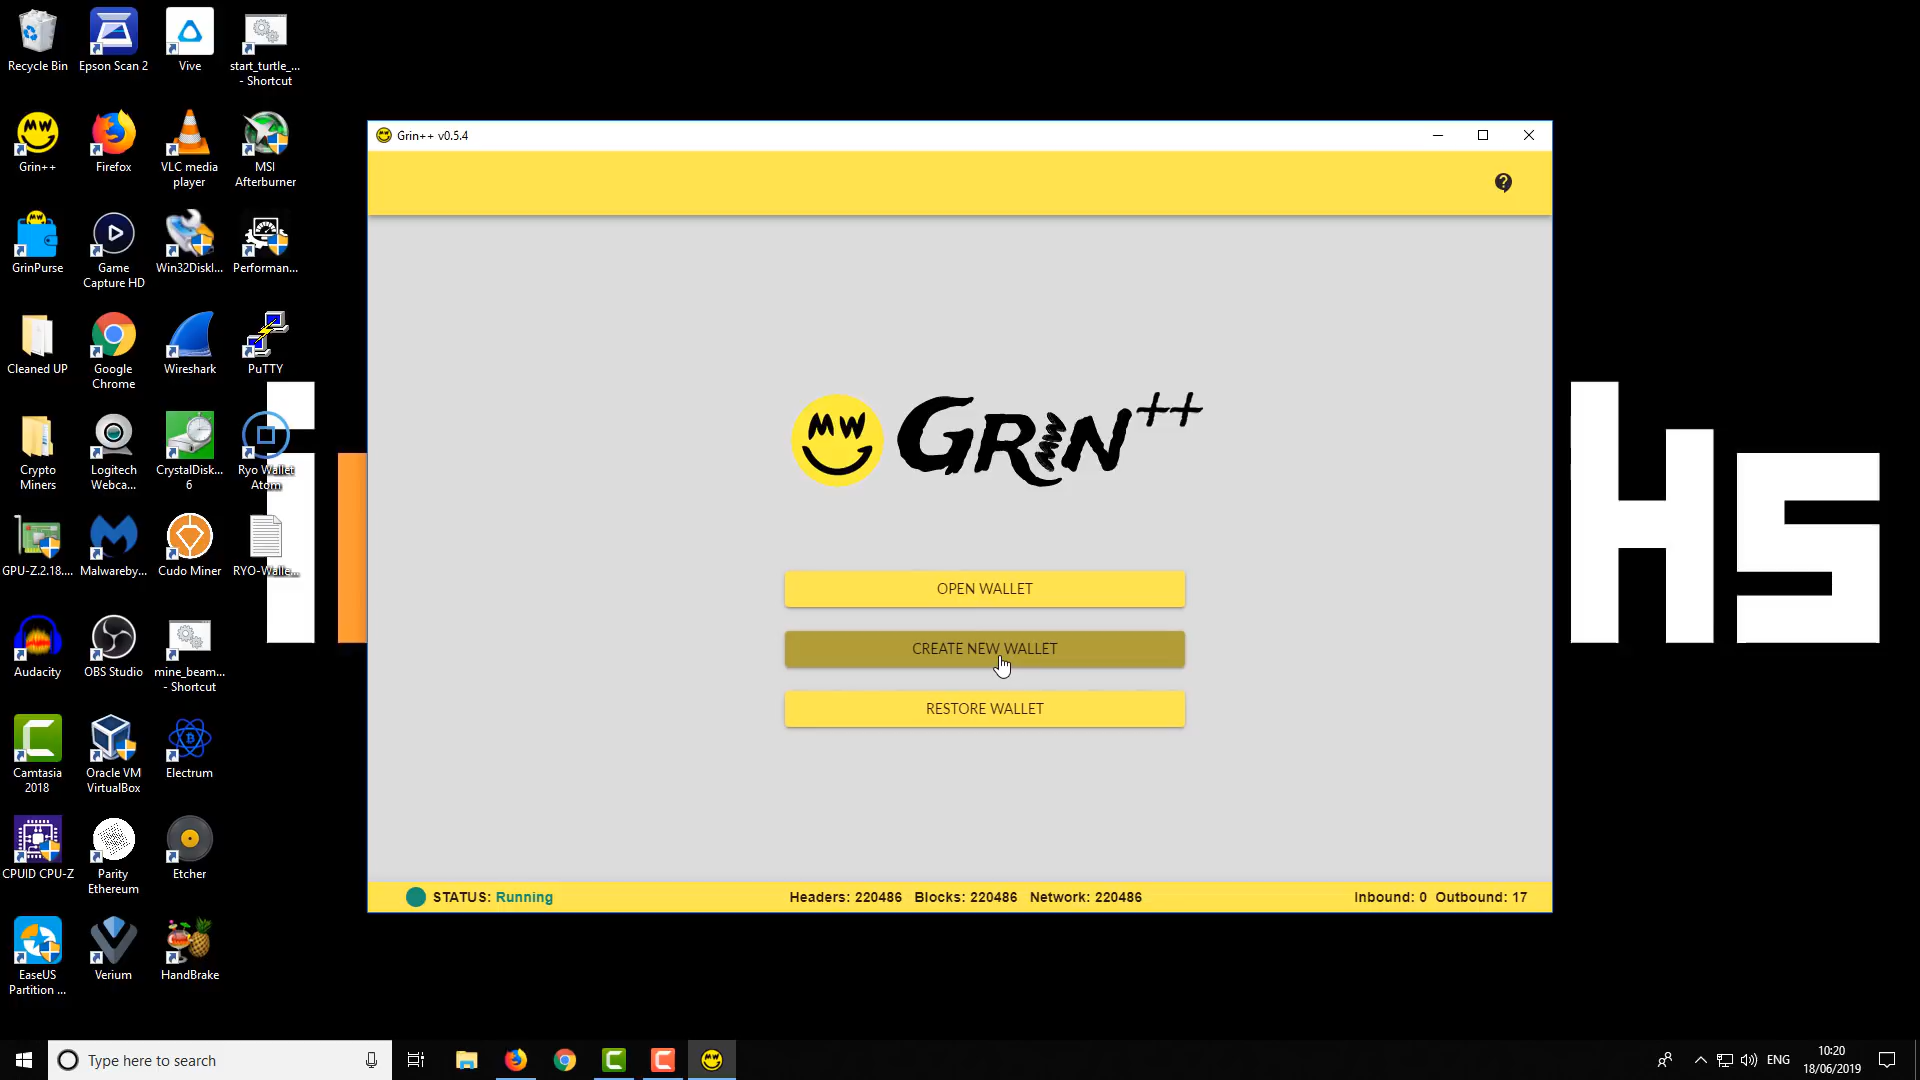 Recycle Bin
Epson Scan 2
Vive
start_turtle_...
- Shortcut
Grin++
Firefox
VLC media
player
MSI
Afterburner
GrinPurse
Game
Capture HD
Win32DiskI...
Performan...
Cleaned UP
Google
Chrome
Wireshark
PuTTY
Crypto
Miners
Logitech
Webca...
CrystalDisk...
6
Ryo Wallet
Atom
GPU-Z.2.18....
Malwareby...
Cudo Miner
RYO-Walle...
Audacity
OBS Studio
mine_beam...
- Shortcut
Camtasia
2018
Oracle VM
VirtualBox
Electrum
CPUID CPU-Z
Parity
Ethereum
Etcher
EaseUS
Partition ...
Verium
HandBrake
Grin++ v0.5.4
MW GRiN++
OPEN WALLET
CREATE NEW WALLET
RESTORE WALLET
STATUS: Running
Headers: 220486 Blocks: 220486 Network: 220486
Inbound: 0 Outbound: 17
hs
Type here to search
ENG
10:20
18/06/2019